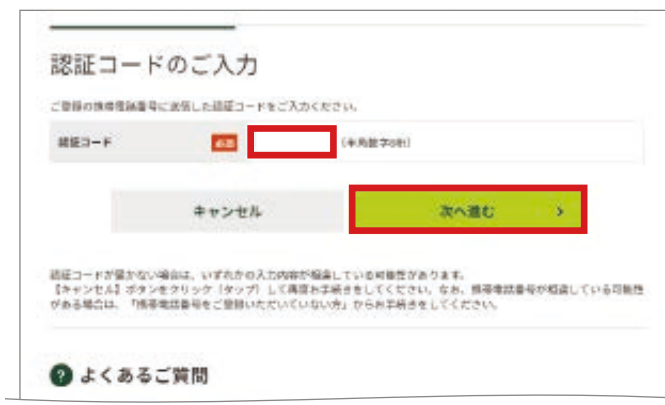 認証コードのご入力
ご登録の携帯電話番号に送信した認証コードをご入力ください。
認証コード 必須 (半角数字6桁)
キャンセル 次へ進む >
認証コードが届かない場合は、いずれかの入力内容が相違している可能性があります。
【キャンセル】ボタンをクリック(タップ)して再度お手続きをしてください。なお、携帯電話番号が相違している可能性
がある場合は、「携帯電話番号をご登録いただいていない方」からお手続きをしてください。
? よくあるご質問